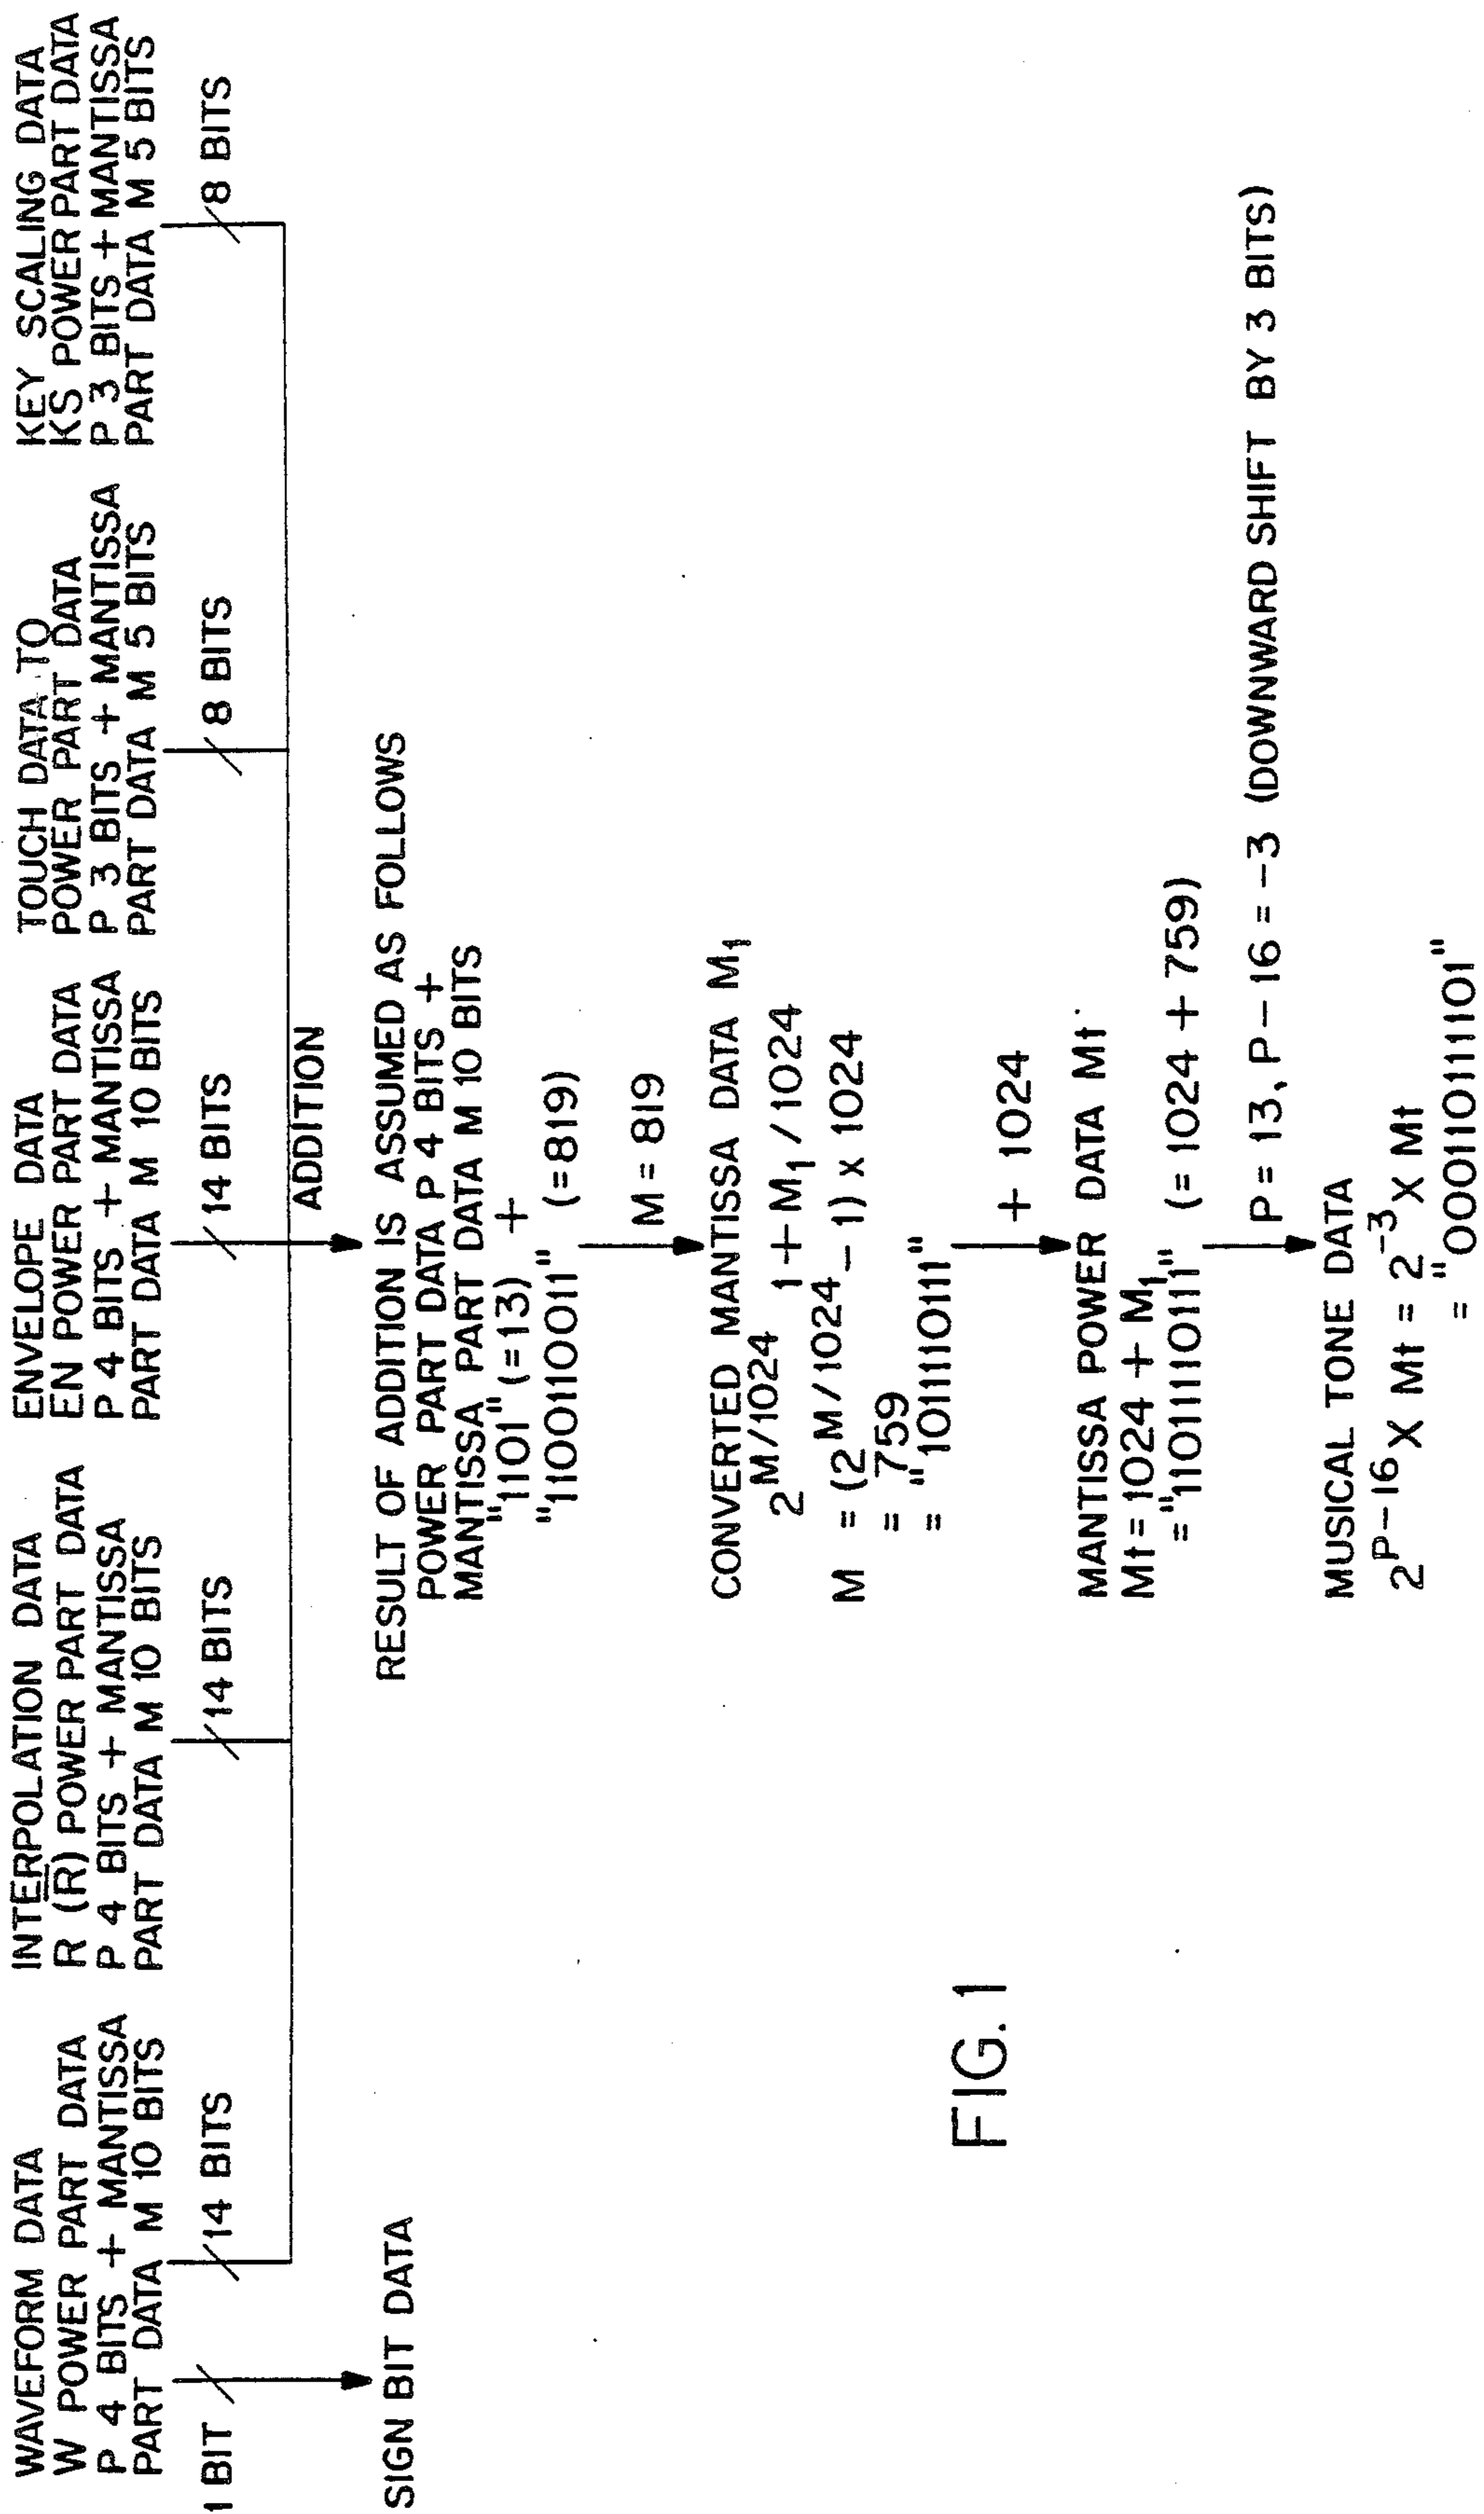 WAVEFORM DATA
W POWER PART DATA
P 4 BITS + MANTISSA
PART DATA M 10 BITS
INTERPOLATION DATA
R (R) POWER PART DATA
P 4 BITS + MANTISSA
PART DATA M 10 BITS
ENVELOPE DATA
EN POWER PART DATA
P 4 BITS + MANTISSA
PART DATA M 10 BITS
TOUCH DATA TO
POWER PART DATA
P 3 BITS + MANTISSA
PART DATA M 5 BITS
KEY SCALING DATA
KS POWER PART DATA
P 3 BITS + MANTISSA
PART DATA M 5 BITS
1 BIT
14 BITS
14 BITS
14 BITS
8 BITS
8 BITS
ADDITION
SIGN BIT DATA
RESULT OF ADDITION IS ASSUMED AS FOLLOWS
POWER PART DATA P 4 BITS +
MANTISSA PART DATA M 10 BITS
"1101" (=13) +
"1100110011" (=819)
M = 819
CONVERTED MANTISSA DATA M1
2 M/1024 1 + M1 / 1024
M = (2 M/1024 - 1) x 1024
= 759
= "1011110111"
+ 1024
MANTISSA POWER DATA Mt
Mt = 1024 + M1
= "11011110111" (= 1024 + 759)
P = 13, P - 16 = -3 (DOWNWARD SHIFT BY 3 BITS)
MUSICAL TONE DATA
2 P-16 X Mt = 2 -3 X Mt
= "0001101111101"
FIG. 1